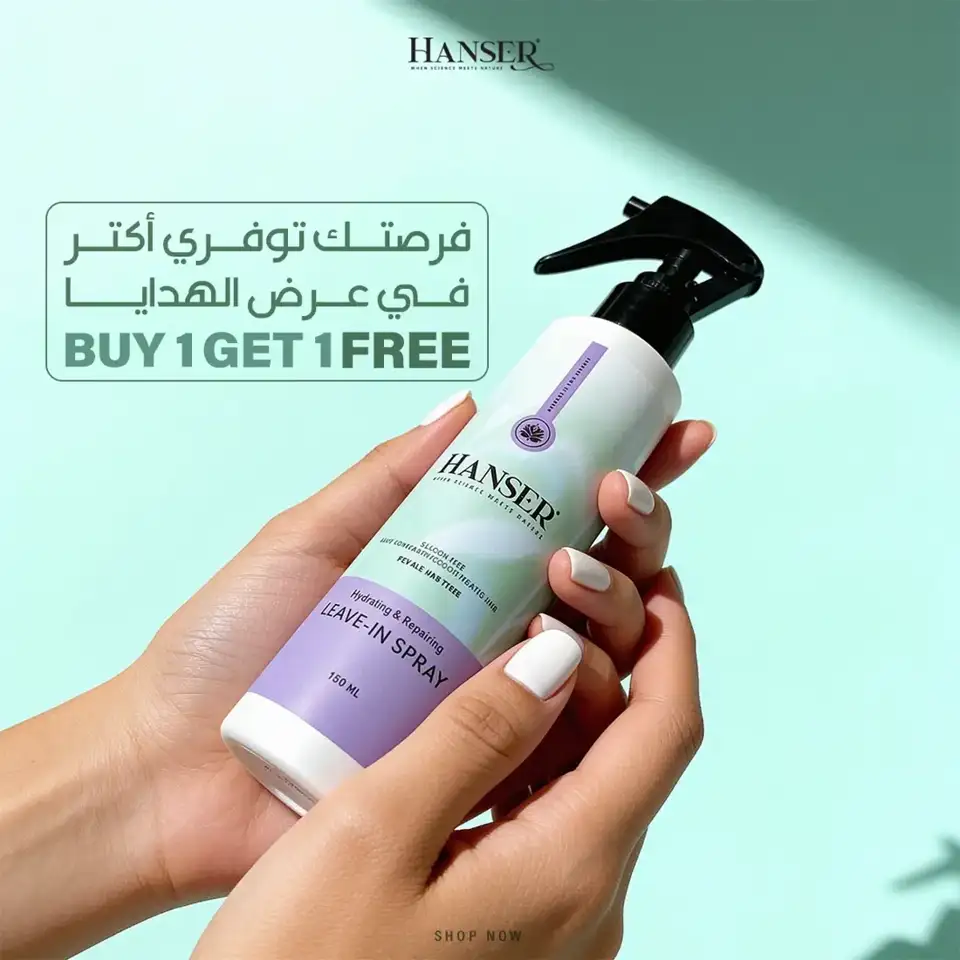 HANSER
WHEN SCIENCE MEETS NATURE
فرصتك توفري أكتر
في عرض الهدايا
BUY 1 GET 1 FREE
HANSER
Hydrating & Repairing
LEAVE-IN SPRAY
150 ML
SHOP NOW